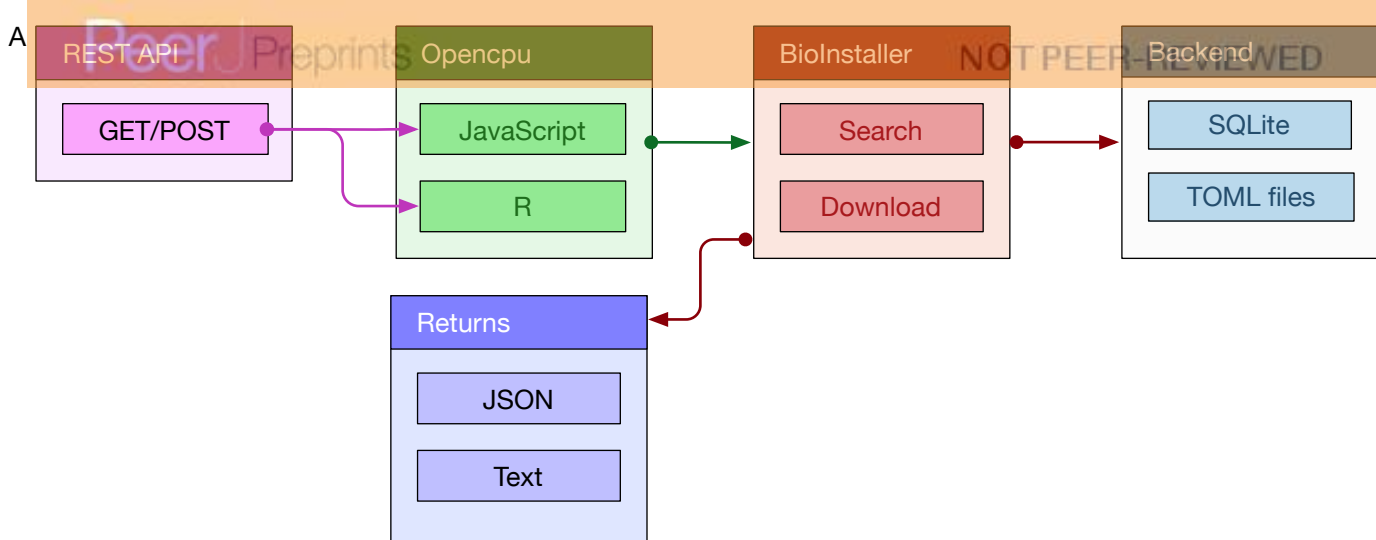 A
PeerJ Preprints NOT PEER-REVIEWED
REST API
GET/POST
Opencpu
JavaScript
R
BioInstaller
Search
Download
Backend
SQLite
TOML files
Returns
JSON
Text